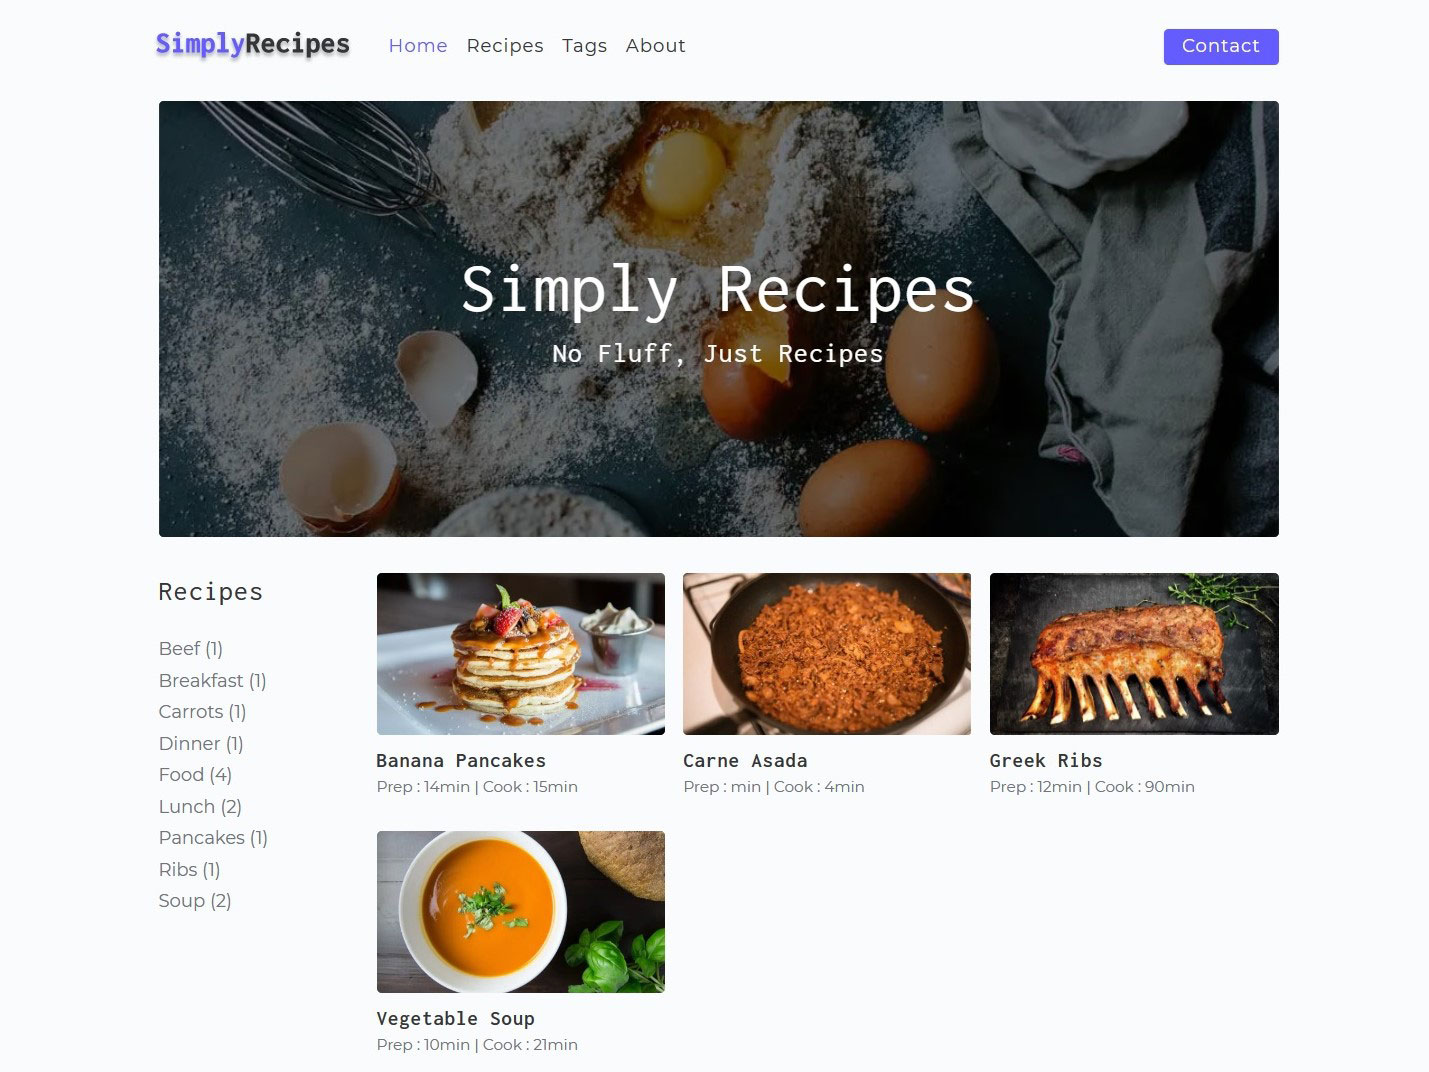 SimplyRecipes
Home Recipes Tags About
Contact
Simply Recipes
No Fluff, Just Recipes
Recipes
Beef (1)
Breakfast (1)
Carrots (1)
Dinner (1)
Food (4)
Lunch (2)
Pancakes (1)
Ribs (1)
Soup (2)
Banana Pancakes
Prep : 14min | Cook : 15min
Carne Asada
Prep : min | Cook : 4min
Greek Ribs
Prep : 12min | Cook : 90min
Vegetable Soup
Prep : 10min | Cook : 21min